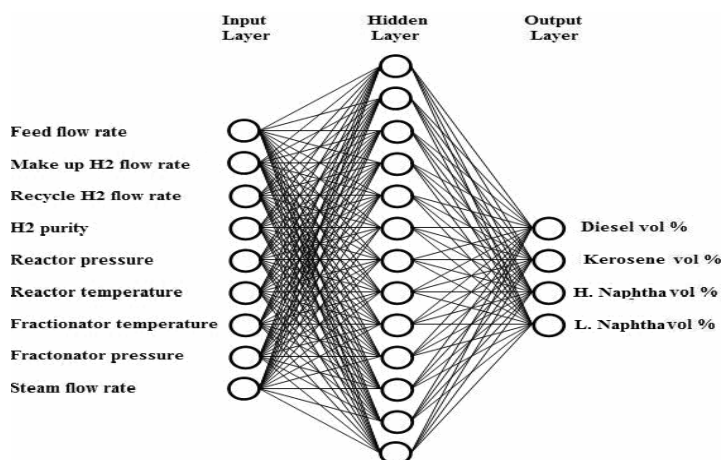 Input
Layer
Hidden
Layer
Output
Layer
Feed flow rate
Make up H2 flow rate
Recycle H2 flow rate
H2 purity
Reactor pressure
Reactor temperature
Fractionator temperature
Fractonator pressure
Steam flow rate
Diesel vol %
Kerosene vol %
H. Naphtha vol %
L. Naphtha vol %